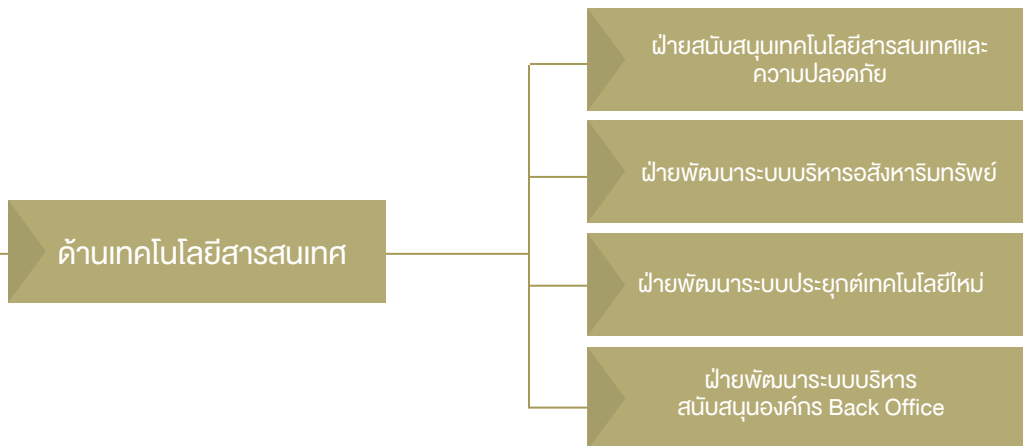 ฝ่ายสนับสนุนเทคโนโลยีสารสนเทศและ
ความปลอดภัย
ฝ่ายพัฒนาระบบบริหารอสังหาริมทรัพย์
ด้านเทคโนโลยีสารสนเทศ
ฝ่ายพัฒนาระบบประยุกต์เทคโนโลยีใหม่
ฝ่ายพัฒนาระบบบริหาร
สนับสนุนองค์กร Back Office